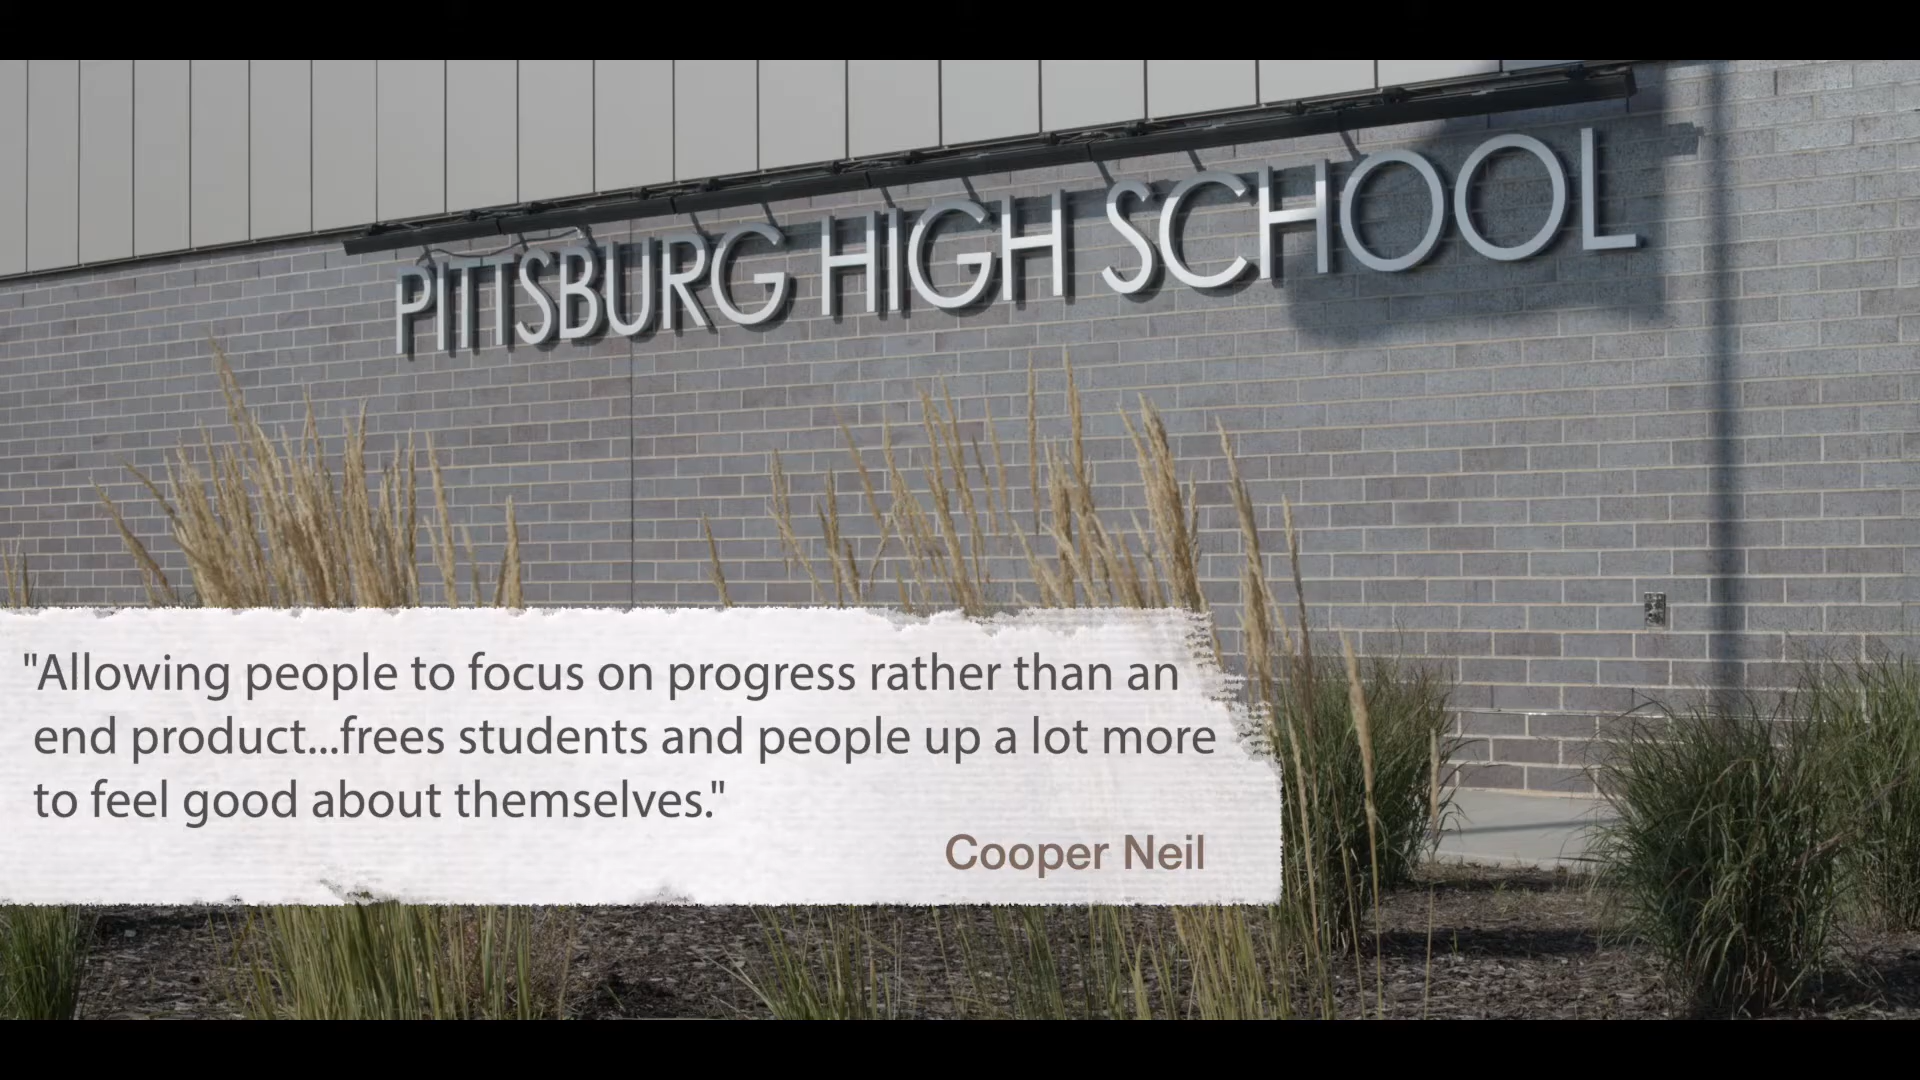 PITTSBURG HIGH SCHOOL
"Allowing people to focus on progress rather than an
end product...frees students and people up a lot more
to feel good about themselves."
Cooper Neil